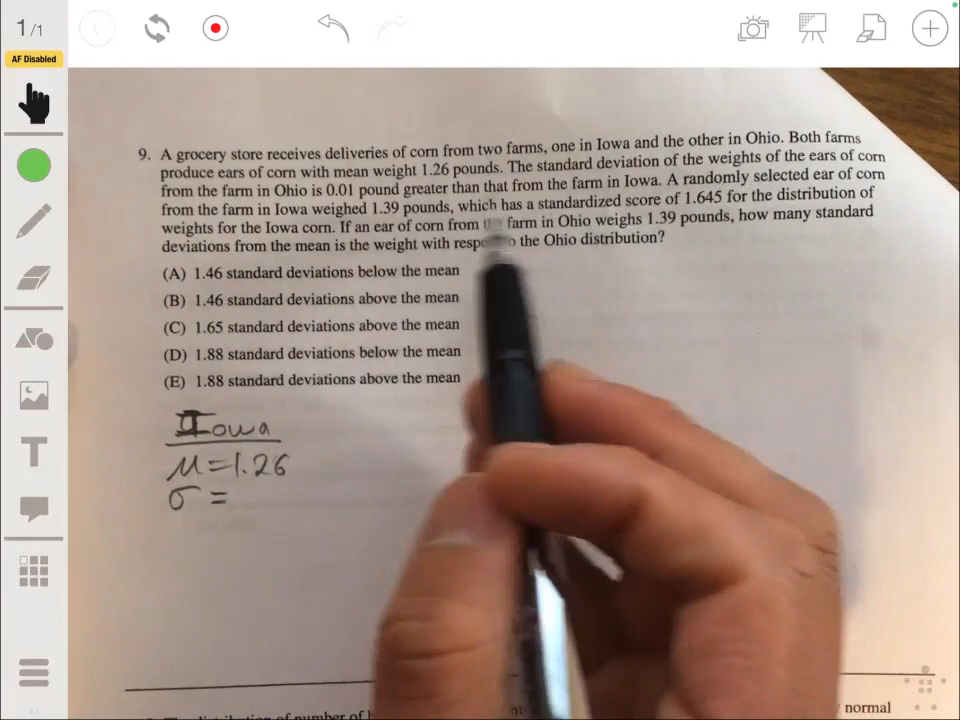 1/1
AF Disabled
9. A grocery store receives deliveries of corn from two farms, one in Iowa and the other in Ohio. Both farms
produce ears of corn with mean weight 1.26 pounds. The standard deviation of the weights of the ears of corn
from the farm in Ohio is 0.01 pound greater than that from the farm in Iowa. A randomly selected ear of corn
from the farm in Iowa weighed 1.39 pounds, which has a standardized score of 1.645 for the distribution of
weights for the Iowa corn. If an ear of corn from farm in Ohio weighs 1.39 pounds, how many standard
deviations from the mean is the weight with the Ohio distribution?
(A) 1.46 standard deviations below the mean
(B) 1.46 standard deviations above the mean
(C) 1.65 standard deviations above the mean
(D) 1.88 standard deviations below the mean
(E) 1.88 standard deviations above the mean
Iowa
μ=1.26
σ =
T
of number of
normal